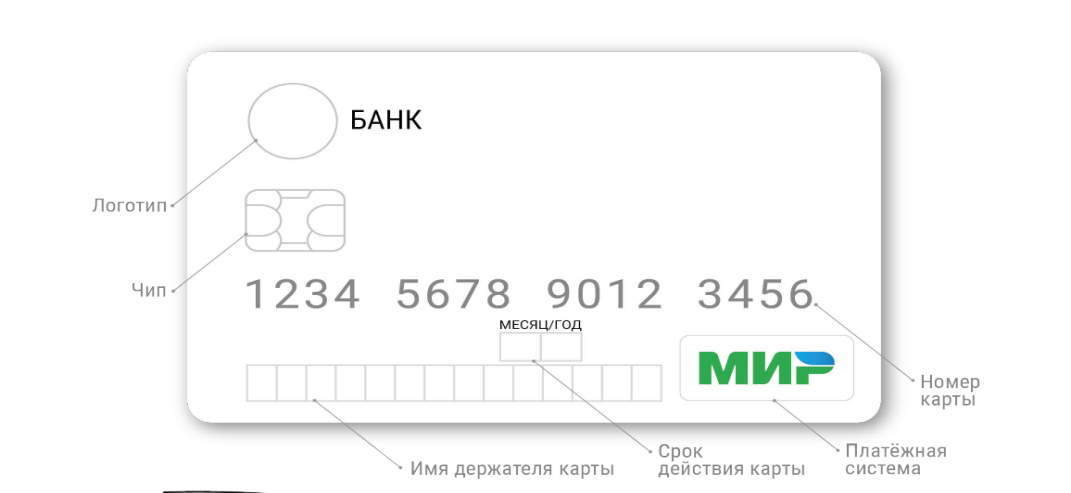 БАНК
Логотип
Чип
1234 5678 9012 3456
МЕСЯЦ/ГОД
МИР
Номер
карты
Срок
действия карты
Платёжная
система
Имя держателя карты